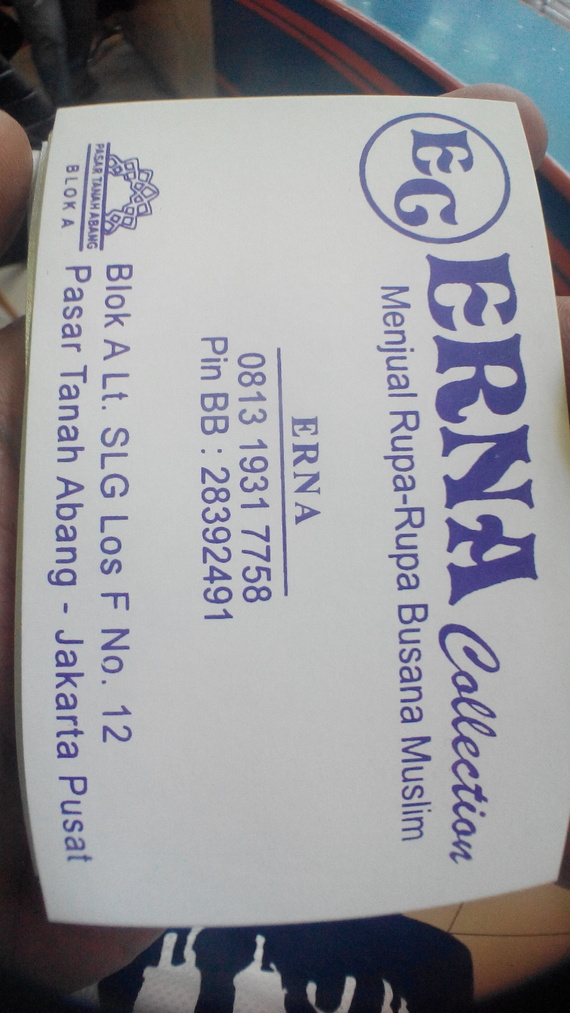 EC
ERNA Collection
Menjual Rupa-Rupa Busana Muslim
ERNA
0813 1931 7758
Pin BB : 28392491
PASAR TANAH ABANG
BLOK A
Blok A Lt. SLG Los F No. 12
Pasar Tanah Abang - Jakarta Pusat